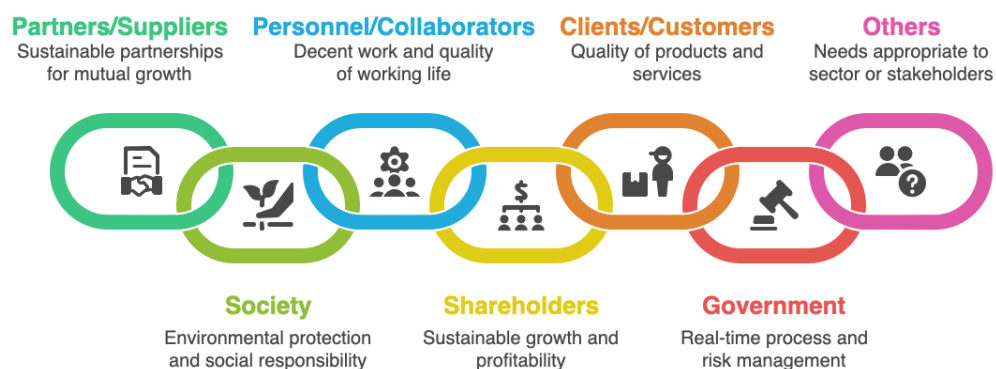 Partners/Suppliers
Sustainable partnerships
for mutual growth
Personnel/Collaborators
Decent work and quality
of working life
Clients/Customers
Quality of products and
services
Others
Needs appropriate to
sector or stakeholders
$
?
Society
Environmental protection
and social responsibility
Shareholders
Sustainable growth and
profitability
Government
Real-time process and
risk management